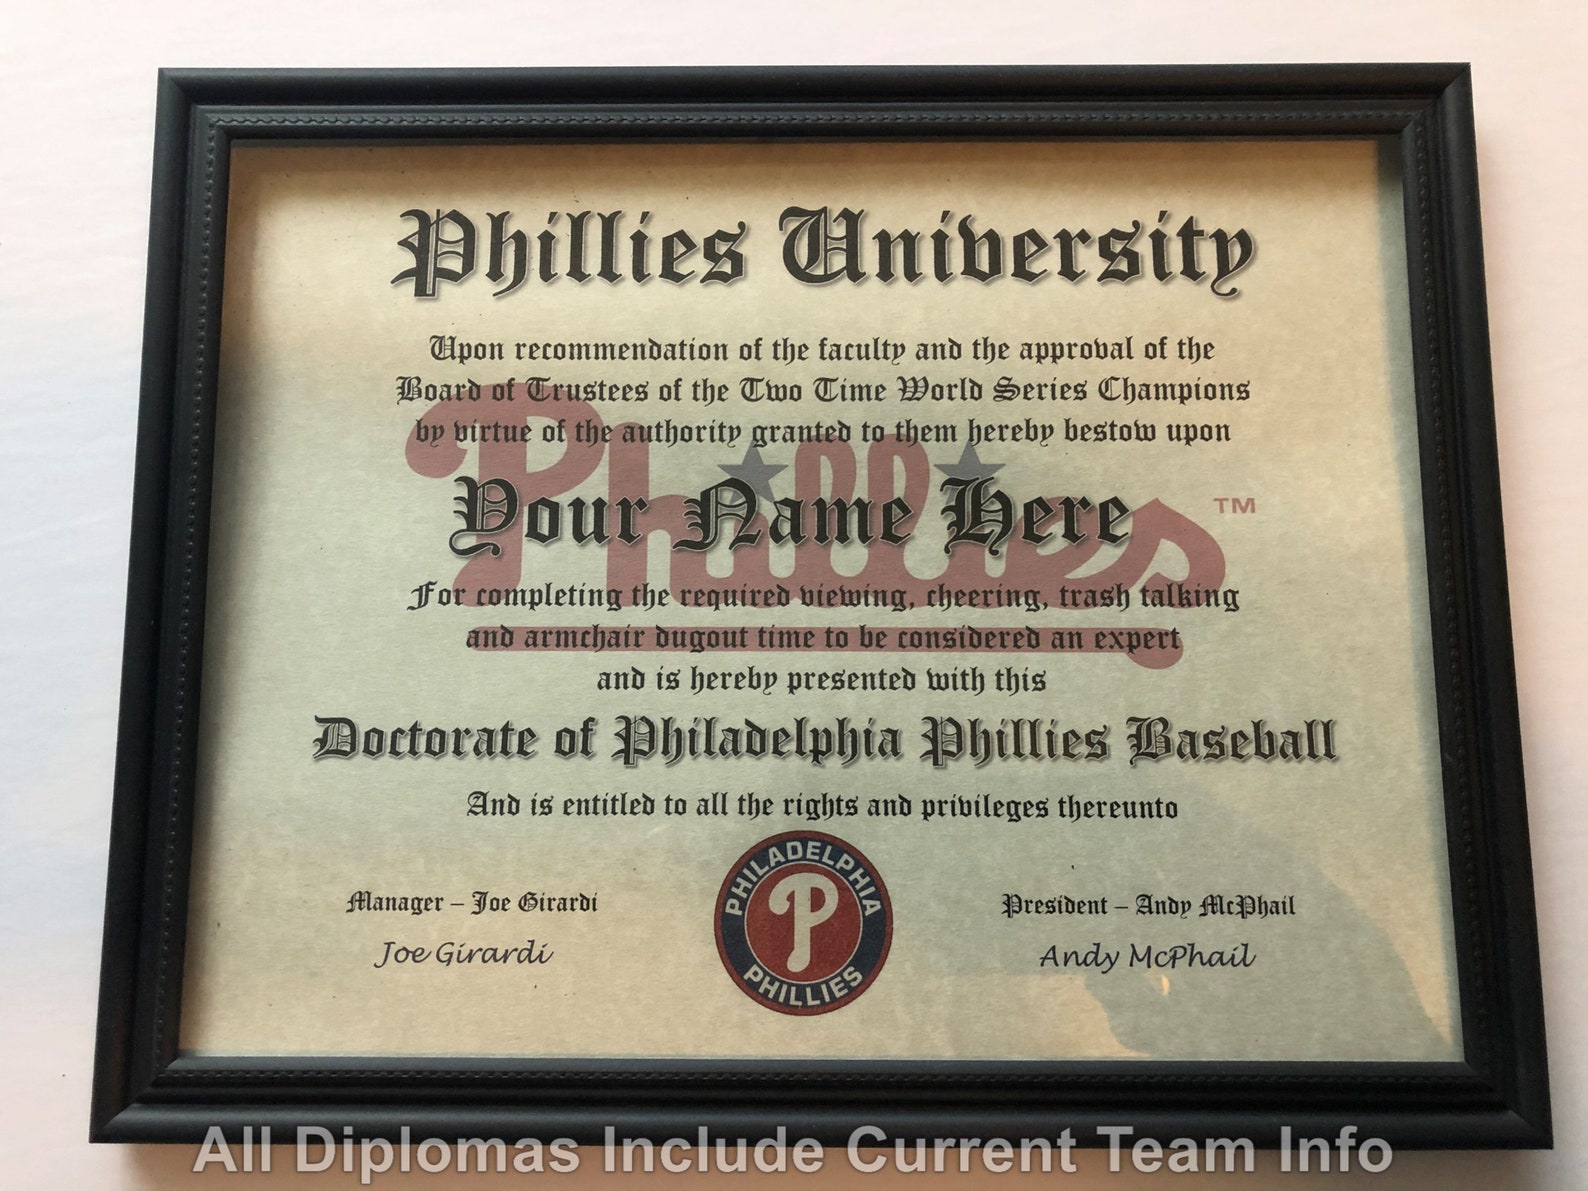 Phillies University
Upon recommendation of the faculty and the approval of the
Board of Trustees of the Two Time World Series Champions
by virtue of the authority granted to them hereby bestow upon
Phillies TM
Your Name Here
For completing the required viewing, cheering, trash talking
and armchair dugout time to be considered an expert
and is hereby presented with this
Doctorate of Philadelphia Phillies Baseball
And is entitled to all the rights and privileges thereunto
Manager – Joe Girardi
Joe Girardi
PHILADELPHIA
P
PHILLIES
President – Andy McPhail
Andy McPhail
All Diplomas Include Current Team Info